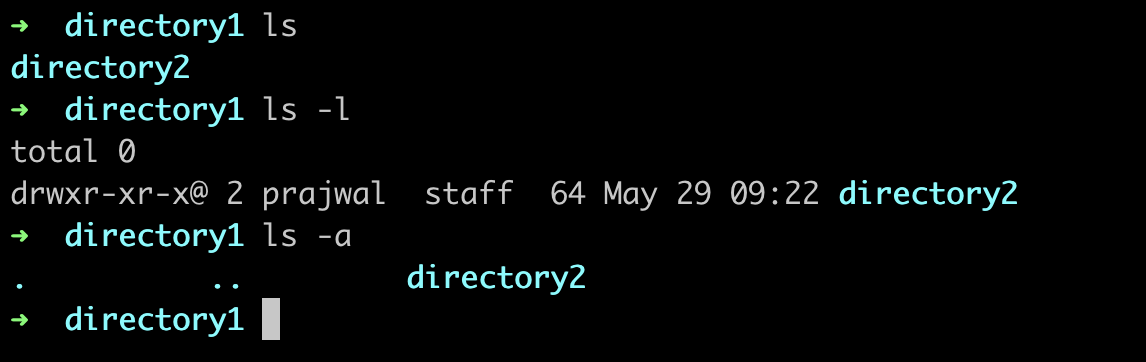 ➜  directory1 ls
directory2
➜  directory1 ls -l
total 0
drwxr-xr-x@ 2 prajwal  staff  64 May 29 09:22 directory2
➜  directory1 ls -a
.          ..         directory2
➜  directory1